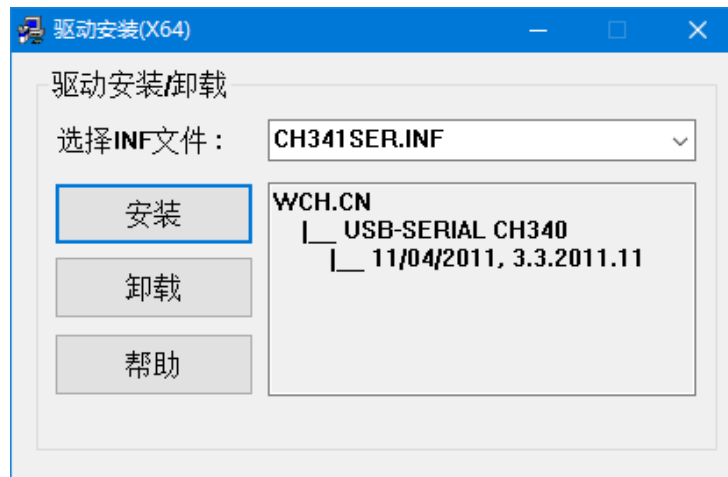 驱动安装(X64)
驱动安装/卸载
选择INF文件：
CH341SER.INF
安装
卸载
帮助
WCH.CN
|__ USB-SERIAL CH340
|__ 11/04/2011, 3.3.2011.11